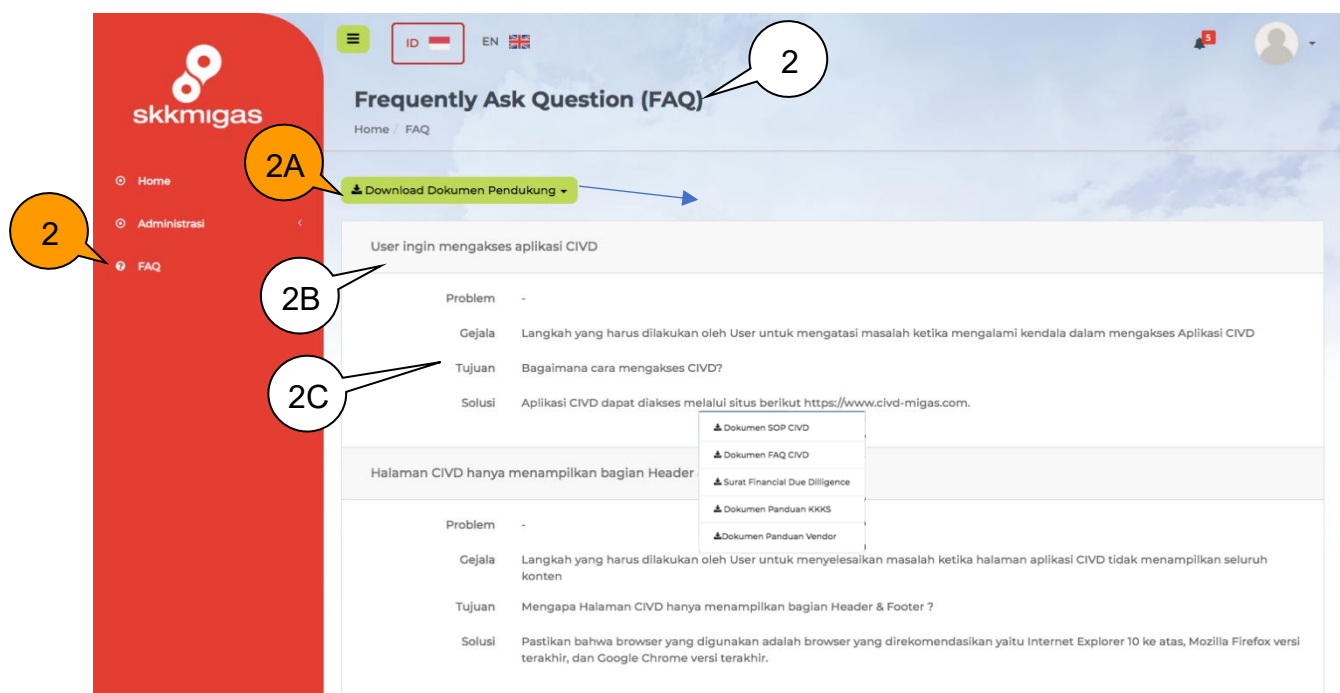 ID
EN
5
2
Frequently Ask Question (FAQ)
Home / FAQ
skkmigas
2A
Home
Download Dokumen Pendukung
Administrasi
2
FAQ
User ingin mengakses aplikasi CIVD
2B
Problem -
Gejala Langkah yang harus dilakukan oleh User untuk mengatasi masalah ketika mengalami kendala dalam mengakses Aplikasi CIVD
Tujuan Bagaimana cara mengakses CIVD?
2C
Solusi Aplikasi CIVD dapat diakses melalui situs berikut https://www.civd-migas.com.
Dokumen SOP CIVD
Dokumen FAQ CIVD
Surat Financial Due Dilligence
Dokumen Panduan KKKS
Dokumen Panduan Vendor
Halaman CIVD hanya menampilkan bagian Header
Problem -
Gejala Langkah yang harus dilakukan oleh User untuk menyelesaikan masalah ketika halaman aplikasi CIVD tidak menampilkan seluruh
konten
Tujuan Mengapa Halaman CIVD hanya menampilkan bagian Header & Footer ?
Solusi Pastikan bahwa browser yang digunakan adalah browser yang direkomendasikan yaitu Internet Explorer 10 ke atas, Mozilla Firefox versi
terakhir, dan Google Chrome versi terakhir.